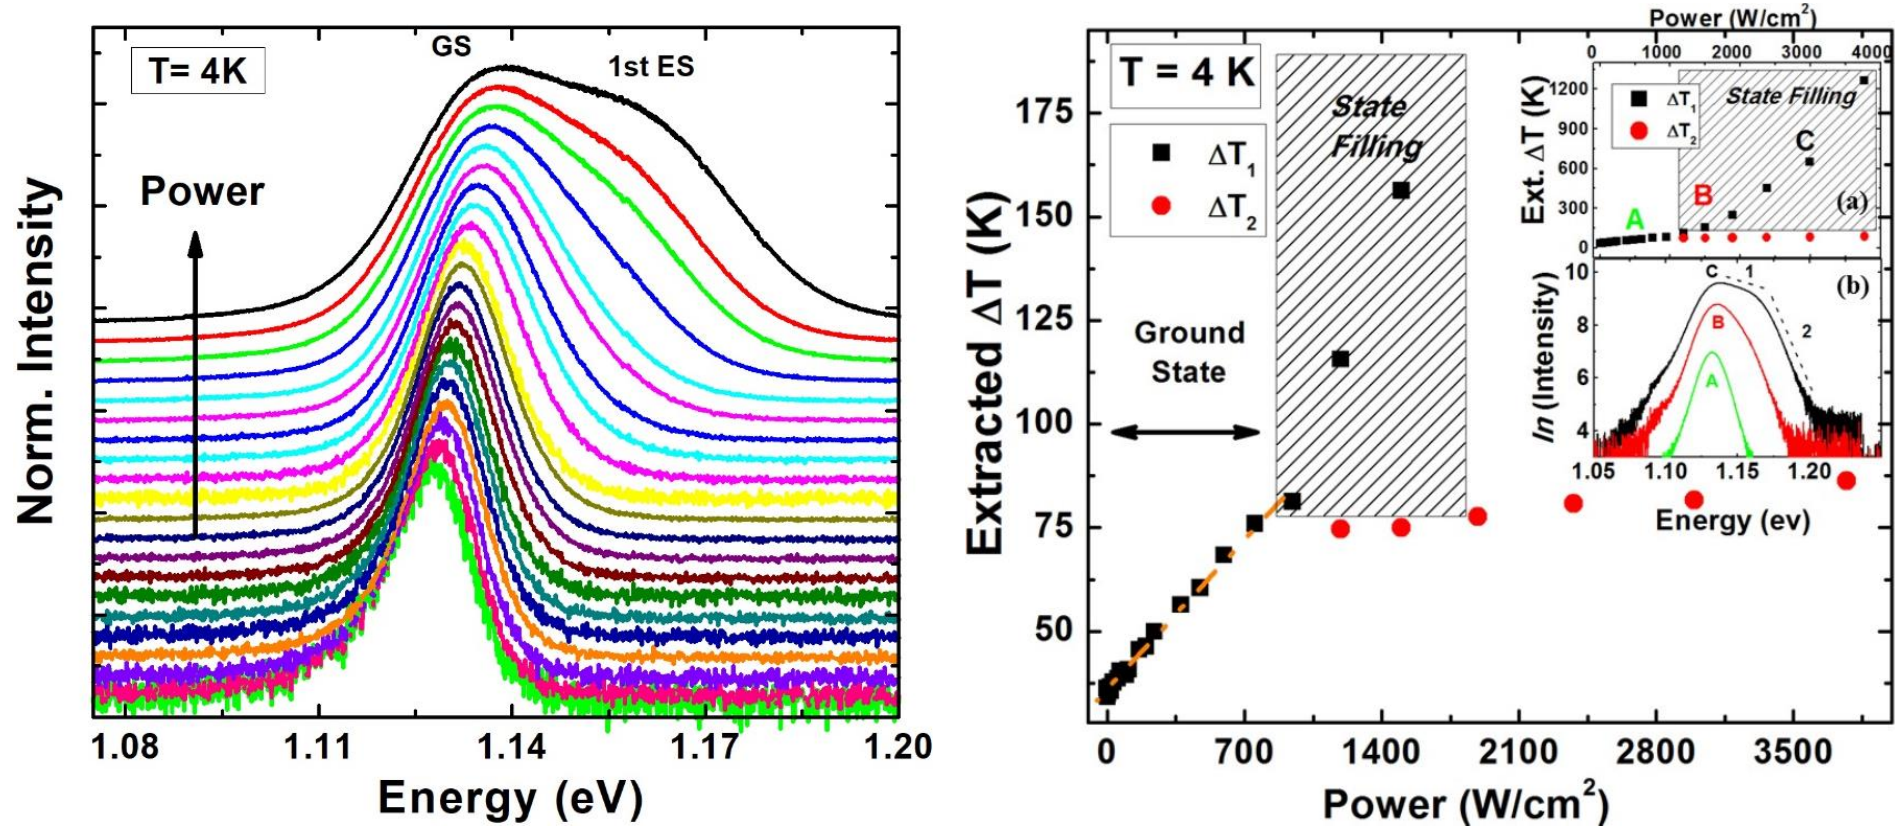 GS
1st ES
T= 4K
Power
Norm. Intensity
1.08 1.11 1.14 1.17 1.20
Energy (eV)
T = 4 K
ΔT1
ΔT2
State
Filling
Ground
State
Extracted ΔT (K)
175
150
125
100
75
50
0 700 1400 2100 2800 3500
Power (W/cm2)
Power (W/cm2)
0 1000 2000 3000 4000
Ext. ΔT (K)
1200
900
600
300
0
ΔT1
ΔT2
State Filling
A
B
C
(a)
ln (Intensity)
10
8
6
4
C
1
(b)
B
2
A
1.05 1.10 1.15 1.20
Energy (ev)